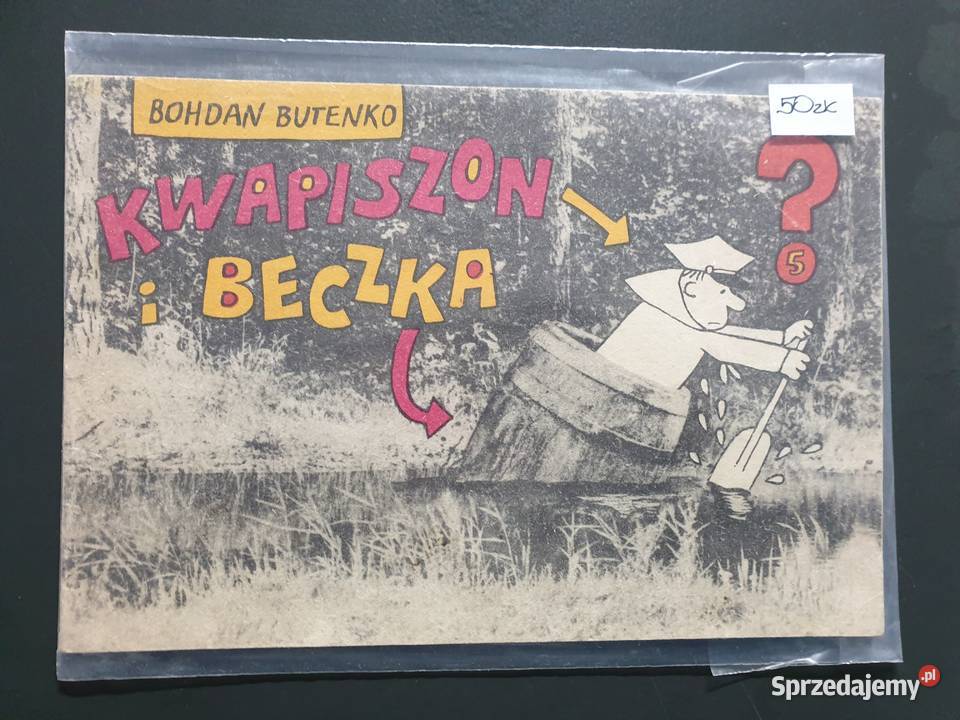 BOHDAN BUTENKO
50zł
KWAPISZON
?
i BECZKA
5
Sprzedajemy.pl